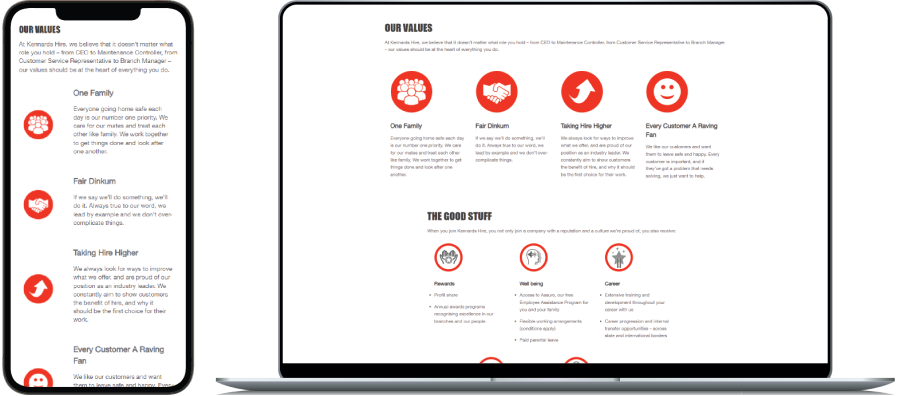 OUR VALUES
At Kennards Hire, we believe that it doesn't matter what
role you hold – from CEO to Maintenance Controller, from
Customer Service Representative to Branch Manager –
our values should be at the heart of everything you do.
One Family
Everyone going home safe each
day is our number one priority. We
care for our mates and treat each
other like family. We work together
to get things done and look after
one another.
Fair Dinkum
If we say we'll do something, we'll
do it. Always true to our word, we
lead by example and we don't over-
complicate things.
Taking Hire Higher
We always look for ways to improve
what we offer, and are proud of our
position as an industry leader. We
constantly aim to show customers
the benefit of hire, and why it
should be the first choice for their
work.
Every Customer A Raving
Fan
We like our customers and want
them to leave safe and happy. Every
OUR VALUES
At Kennards Hire, we believe that it doesn't matter what role you hold – from CEO to Maintenance Controller, from Customer Service Representative to Branch Manager
– our values should be at the heart of everything you do.
One Family
Everyone going home safe each
day is our number one priority. We care
for our mates and treat each other
like family. We work together to get
things done and look after one
another.
Fair Dinkum
If we say we'll do something, we'll
do it. Always true to our word, we
lead by example and we don't over-
complicate things.
Taking Hire Higher
We always look for ways to improve
what we offer, and are proud of our
position as an industry leader. We
constantly aim to show customers
the benefit of hire, and why it should
be the first choice for their work.
Every Customer A Raving
Fan
We like our customers and want
them to leave safe and happy. Every
customer is important, and if
they've got a problem that needs
solving, we just want to help.
THE GOOD STUFF
When you join Kennards Hire, you not only join a company with a reputation and a culture we're proud of, you also receive:
Rewards
• Profit share
• Annual awards programs
recognising excellence in our
branches and our people
Well being
• Access to Assure, our free
Employee Assistance Program for
you and your family
• Flexible working arrangements
(conditions apply)
• Paid parental leave
Career
• Extensive training and
development throughout your
career with us
• Career progression and internal
transfer opportunities – across
state and international borders